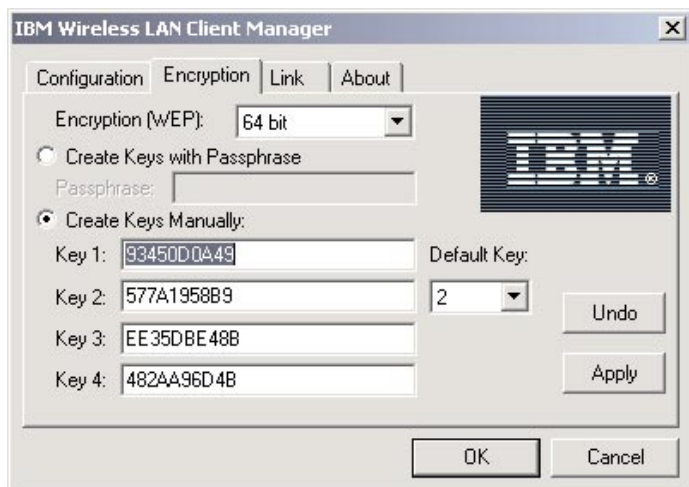 IBM Wireless LAN Client Manager
Configuration Encryption Link About
Encryption (WEP): 64 bit
Create Keys with Passphrase
Passphrase:
Create Keys Manually:
IBM®
Key 1: 93450D0A49
Default Key:
Key 2: 577A1958B9
2
Key 3: EE35DBE48B
Key 4: 482AA96D4B
Undo
Apply
OK Cancel